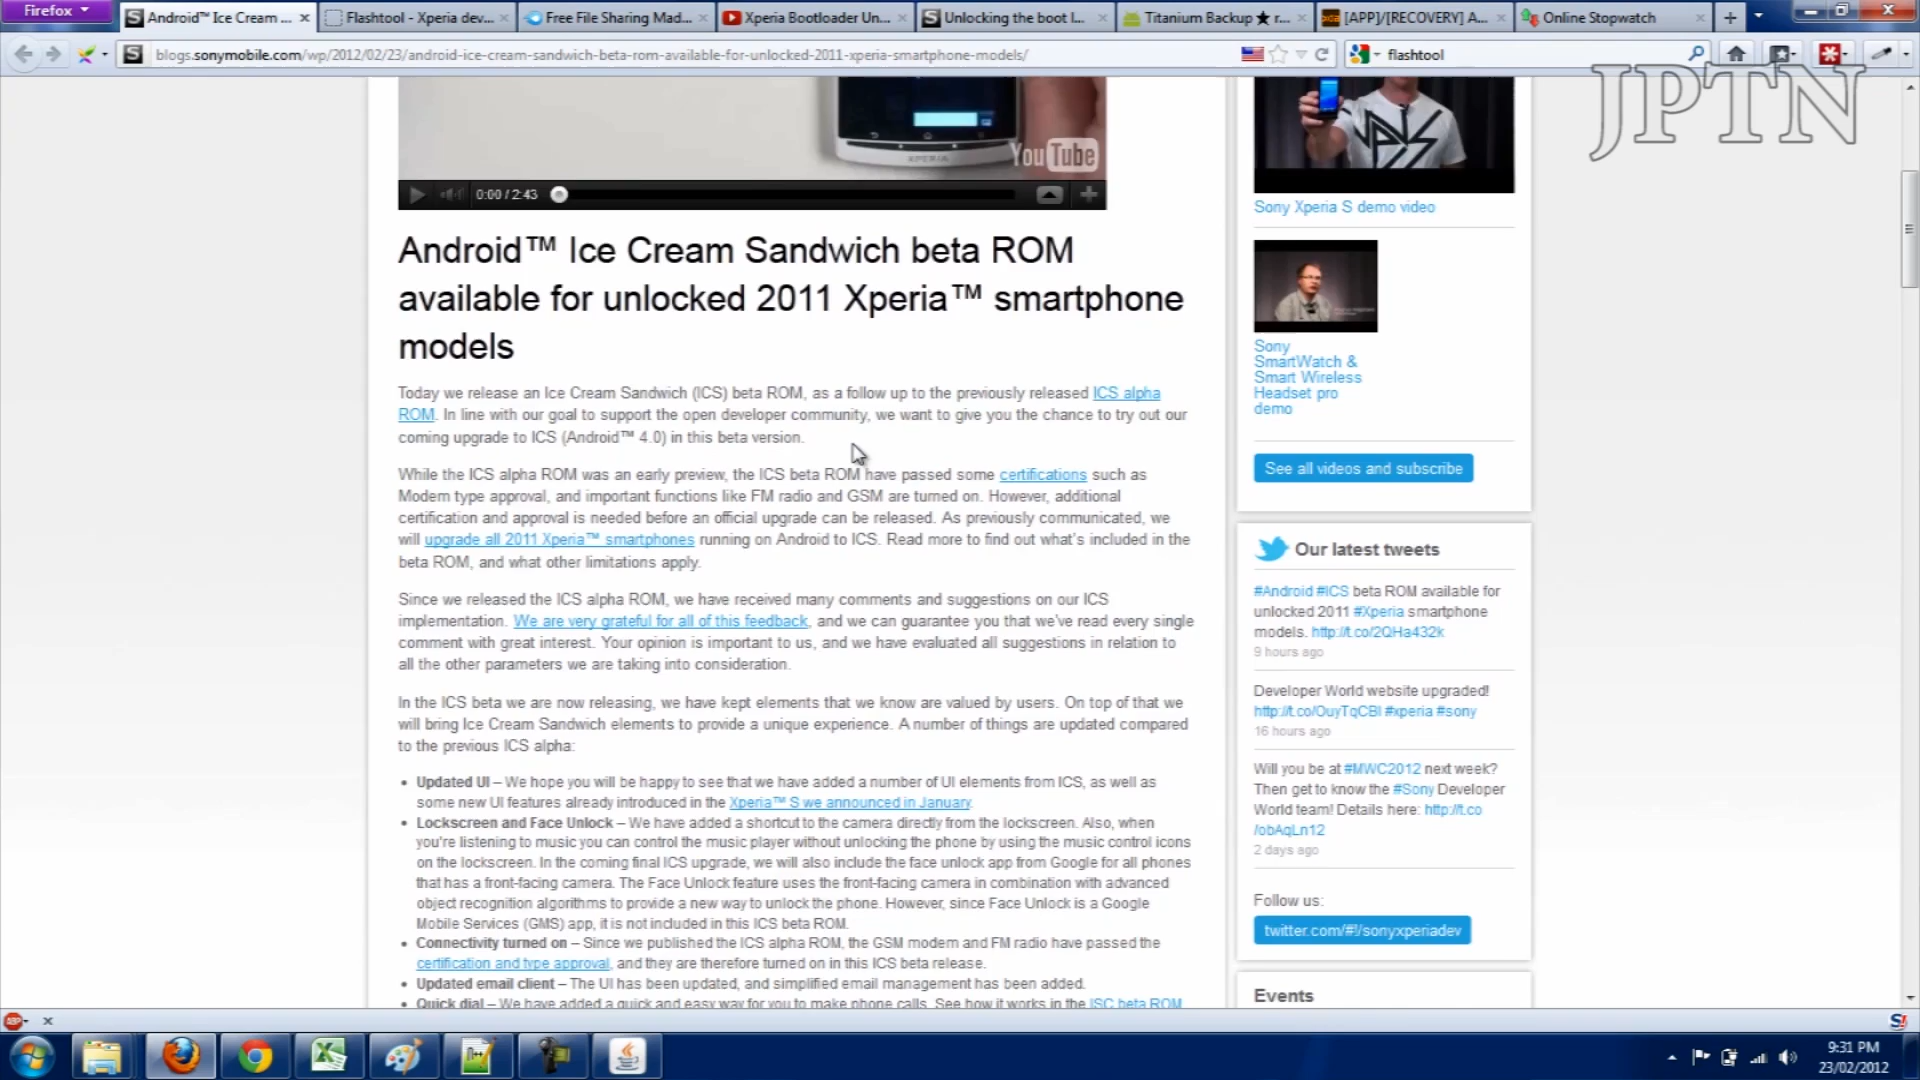 Firefox
Android™ Ice Cream ...
Flashtool - Xperia dev...
Free File Sharing Mad...
Xperia Bootloader Un...
Unlocking the boot l...
Titanium Backup ★ r...
[APP]/[RECOVERY] A...
Online Stopwatch
blogs.sonymobile.com/wp/2012/02/23/android-ice-cream-sandwich-beta-rom-available-for-unlocked-2011-xperia-smartphone-models/
flashtool
JPTN
XPERIA
YouTube
0:00 / 2:43
Android™ Ice Cream Sandwich beta ROM
available for unlocked 2011 Xperia™ smartphone
models
Today we release an Ice Cream Sandwich (ICS) beta ROM, as a follow up to the previously released ICS alpha
ROM. In line with our goal to support the open developer community, we want to give you the chance to try out our
coming upgrade to ICS (Android™ 4.0) in this beta version.
While the ICS alpha ROM was an early preview, the ICS beta ROM have passed some certifications such as
Modem type approval, and important functions like FM radio and GSM are turned on. However, additional
certification and approval is needed before an official upgrade can be released. As previously communicated, we
will upgrade all 2011 Xperia™ smartphones running on Android to ICS. Read more to find out what's included in the
beta ROM, and what other limitations apply.
Since we released the ICS alpha ROM, we have received many comments and suggestions on our ICS
implementation. We are very grateful for all of this feedback, and we can guarantee you that we've read every single
comment with great interest. Your opinion is important to us, and we have evaluated all suggestions in relation to
all the other parameters we are taking into consideration.
In the ICS beta we are now releasing, we have kept elements that we know are valued by users. On top of that we
will bring Ice Cream Sandwich elements to provide a unique experience. A number of things are updated compared
to the previous ICS alpha:
• Updated UI – We hope you will be happy to see that we have added a number of UI elements from ICS, as well as
some new UI features already introduced in the Xperia™ S we announced in January.
• Lockscreen and Face Unlock – We have added a shortcut to the camera directly from the lockscreen. Also, when
you're listening to music you can control the music player without unlocking the phone by using the music control icons
on the lockscreen. In the coming final ICS upgrade, we will also include the face unlock app from Google for all phones
that has a front-facing camera. The Face Unlock feature uses the front-facing camera in combination with advanced
object recognition algorithms to provide a new way to unlock the phone. However, since Face Unlock is a Google
Mobile Services (GMS) app, it is not included in this ICS beta ROM.
• Connectivity turned on – Since we published the ICS alpha ROM, the GSM modem and FM radio have passed the
certification and type approval, and they are therefore turned on in this ICS beta release.
• Updated email client – The UI has been updated, and simplified email management has been added.
• Quick dial – We have added a quick and easy way for you to make phone calls. See how it works in the ISC beta ROM
Sony Xperia S demo video
Sony
SmartWatch &
Smart Wireless
Headset pro
demo
See all videos and subscribe
Our latest tweets
#Android #ICS beta ROM available for
unlocked 2011 #Xperia smartphone
models. http://t.co/2QHa432k
9 hours ago
Developer World website upgraded!
http://t.co/OuyTqCBl #xperia #sony
16 hours ago
Will you be at #MWC2012 next week?
Then get to know the #Sony Developer
World team! Details here: http://t.co
/obAqLn12
2 days ago
Follow us:
twitter.com/#!/sonyxperiadev
Events
ABP
9:31 PM
23/02/2012